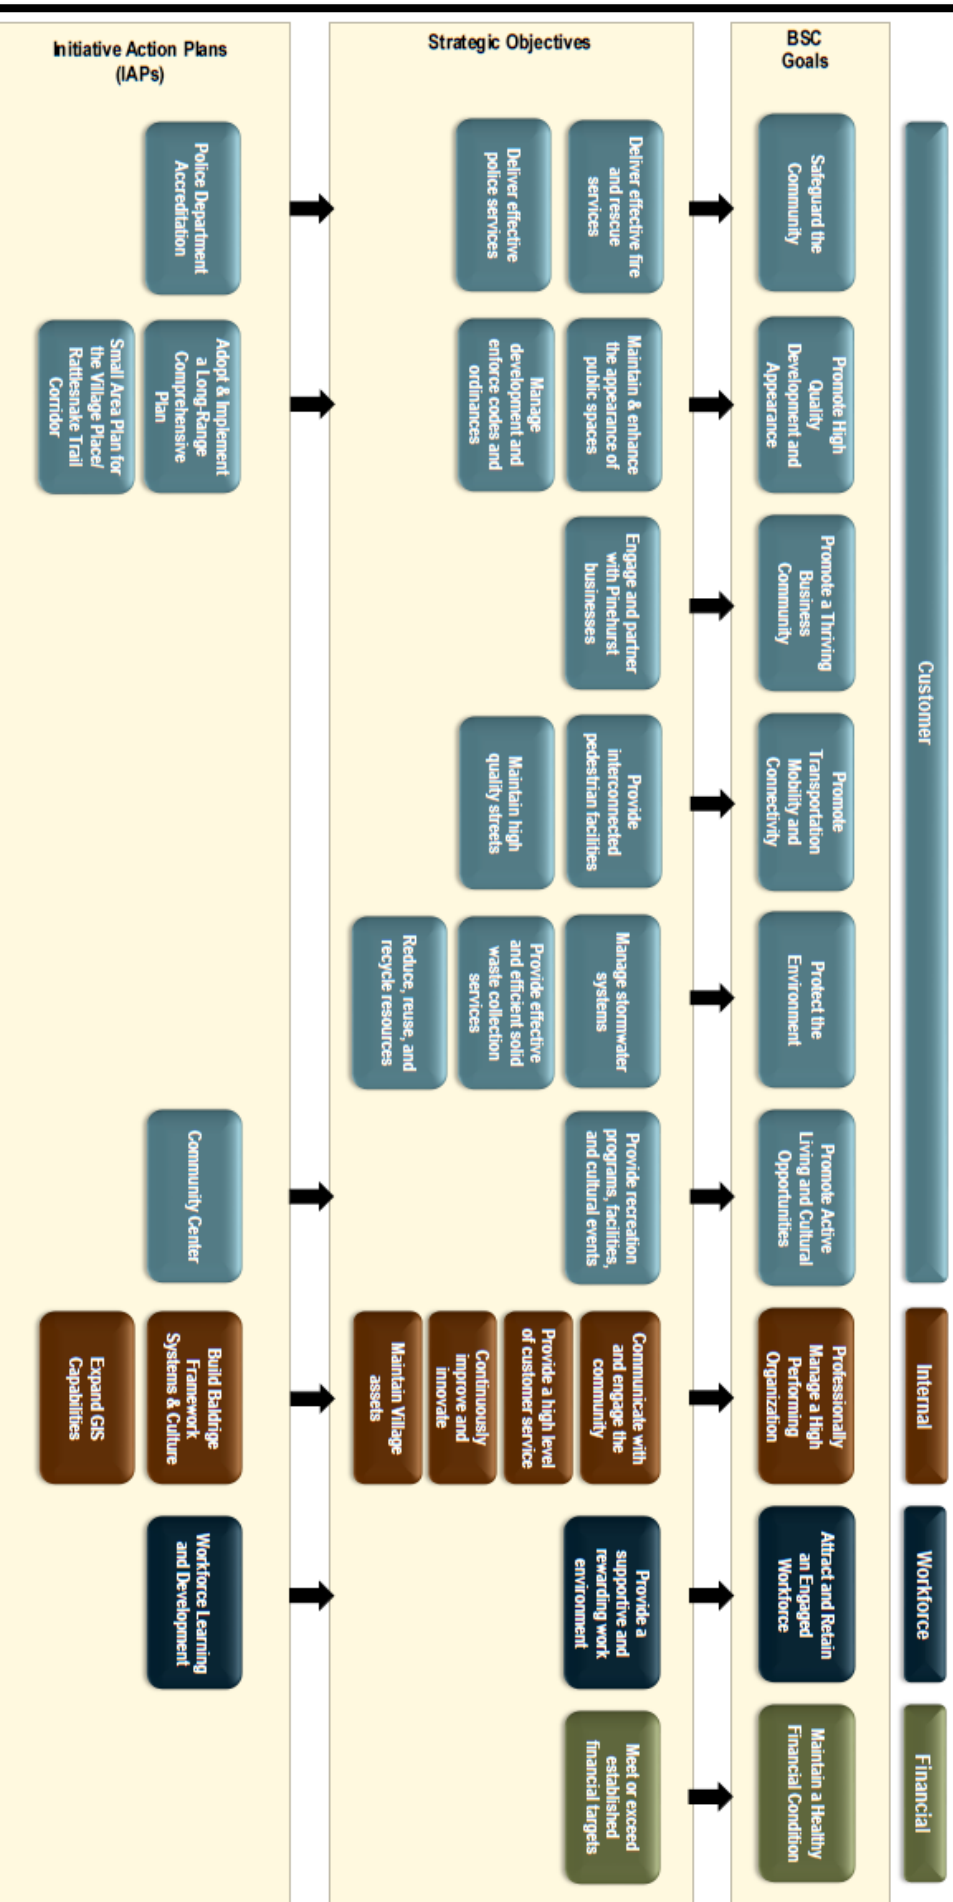 Customer
Internal
Workforce
Financial
BSC
Goals
Safeguard the
Community
Promote High
Quality
Development and
Appearance
Promote a Thriving
Business
Community
Promote
Transportation
Mobility and
Connectivity
Protect the
Environment
Promote Active
Living and Cultural
Opportunities
Professionally
Manage a High
Performing
Organization
Attract and Retain
an Engaged
Workforce
Maintain a Healthy
Financial Condition
Strategic Objectives
Deliver effective fire
and rescue
services
Deliver effective
police services
Maintain & enhance
the appearance of
public spaces
Manage
development and
enforce codes and
ordinances
Engage and partner
with Pinehurst
businesses
Provide
interconnected
pedestrian facilities
Maintain high
quality streets
Manage stormwater
systems
Provide effective
and efficient solid
waste collection
services
Reduce, reuse, and
recycle resources
Provide recreation
programs, facilities,
and cultural events
Communicate with
and engage the
community
Provide a high level
of customer service
Continuously
improve and
innovate
Maintain Village
assets
Provide a
supportive and
rewarding work
environment
Meet or exceed
established
financial targets
Initiative Action Plans
(IAPs)
Police Department
Accreditation
Adopt & Implement
a Long-Range
Comprehensive
Plan
Small Area Plan for
the Village Place/
Rattlesnake Trail
Corridor
Community Center
Build Baldrige
Framework
Systems & Culture
Expand GIS
Capabilities
Workforce Learning
and Development